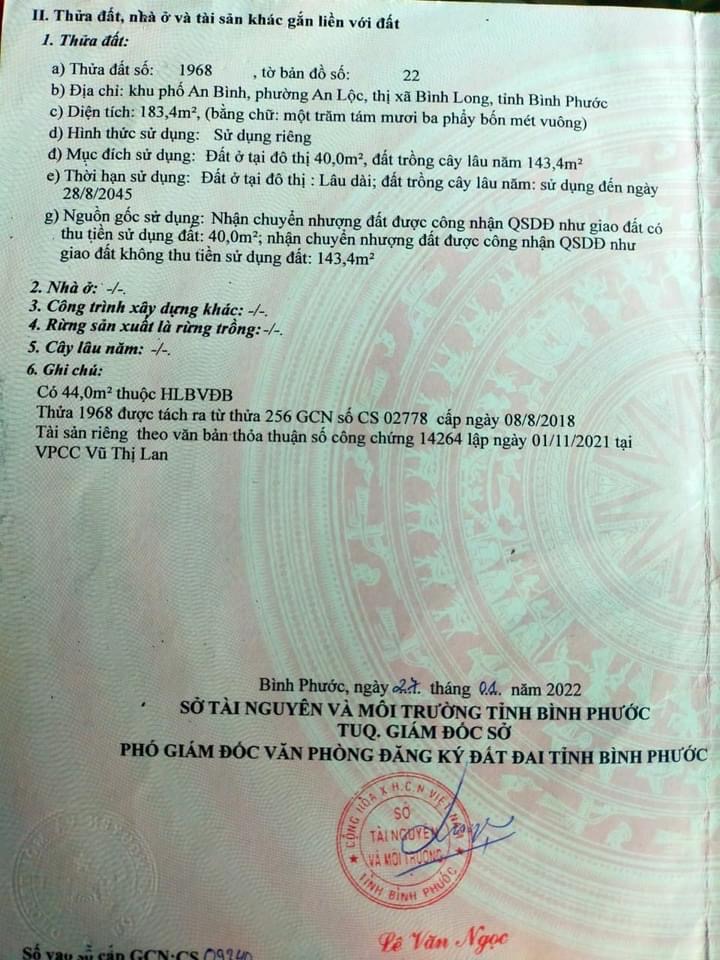 II. Thửa đất, nhà ở và tài sản khác gắn liền với đất
1. Thửa đất:
a) Thửa đất số: 1968 , tờ bản đồ số: 22
b) Địa chỉ: khu phố An Bình, phường An Lộc, thị xã Bình Long, tỉnh Bình Phước
c) Diện tích: 183,4m², (bằng chữ: một trăm tám mươi ba phẩy bốn mét vuông)
d) Hình thức sử dụng: Sử dụng riêng
đ) Mục đích sử dụng: Đất ở tại đô thị 40,0m², đất trồng cây lâu năm 143,4m²
e) Thời hạn sử dụng: Đất ở tại đô thị : Lâu dài; đất trồng cây lâu năm: sử dụng đến ngày
28/8/2045
g) Nguồn gốc sử dụng: Nhận chuyển nhượng đất được công nhận QSDĐ như giao đất có
thu tiền sử dụng đất: 40,0m²; nhận chuyển nhượng đất được công nhận QSDĐ như
giao đất không thu tiền sử dụng đất: 143,4m²
2. Nhà ở: -/-.
3. Công trình xây dựng khác: -/-.
4. Rừng sản xuất là rừng trồng:-/-.
5. Cây lâu năm: -/-.
6. Ghi chú:
Có 44,0m² thuộc HLBVĐB
Thửa 1968 được tách ra từ thửa 256 GCN số CS 02778 cấp ngày 08/8/2018
Tài sản riêng theo văn bản thỏa thuận số công chứng 14264 lập ngày 01/11/2021 tại
VPCC Vũ Thị Lan
Bình Phước, ngày 27 tháng 01 năm 2022
SỞ TÀI NGUYÊN VÀ MÔI TRƯỜNG TỈNH BÌNH PHƯỚC
TUQ. GIÁM ĐỐC SỞ
PHÓ GIÁM ĐỐC VĂN PHÒNG ĐĂNG KÝ ĐẤT ĐAI TỈNH BÌNH PHƯỚC
CỘNG HÒA X.H.C.N VIỆT NAM
SỞ
TÀI NGUYÊN
VÀ MÔI TRƯỜNG
TỈNH BÌNH PHƯỚC
Lê Văn Ngọc
Số vào sổ cấp GCN:CS 09240